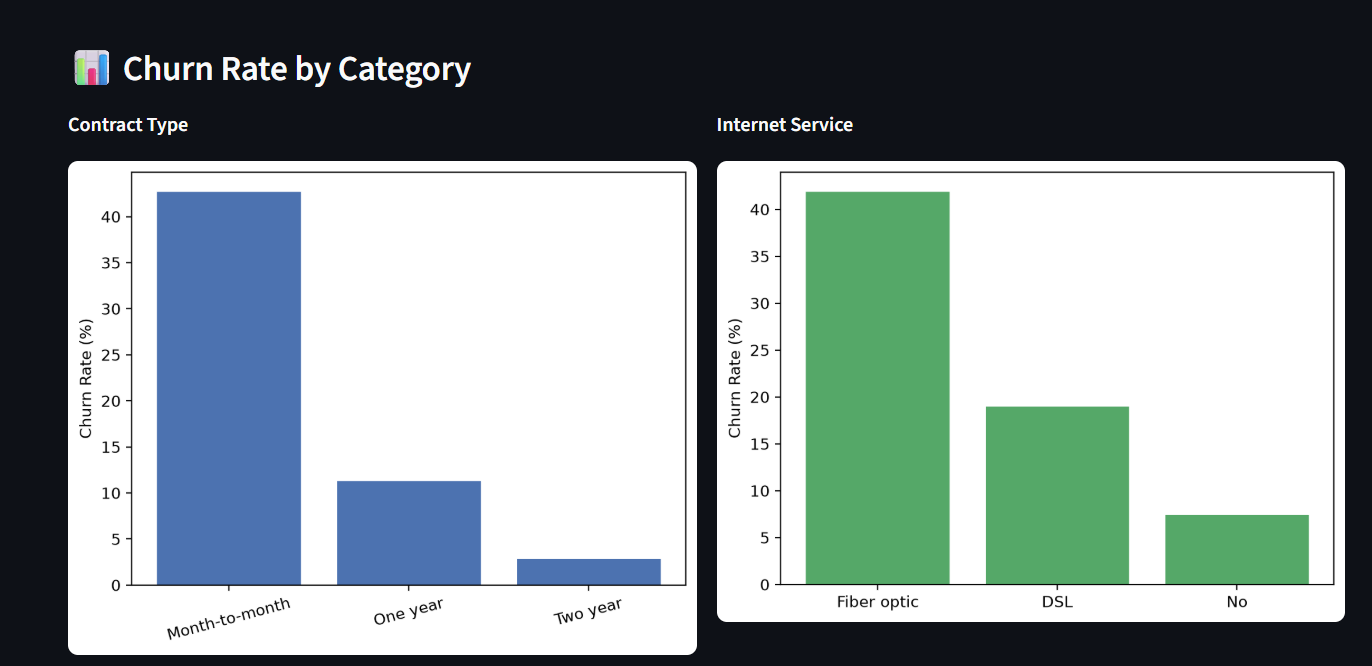 📊 Churn Rate by Category
Contract Type
Churn Rate (%)
40
35
30
25
20
15
10
5
0
Month-to-month
One year
Two year
Internet Service
Churn Rate (%)
40
35
30
25
20
15
10
5
0
Fiber optic
DSL
No